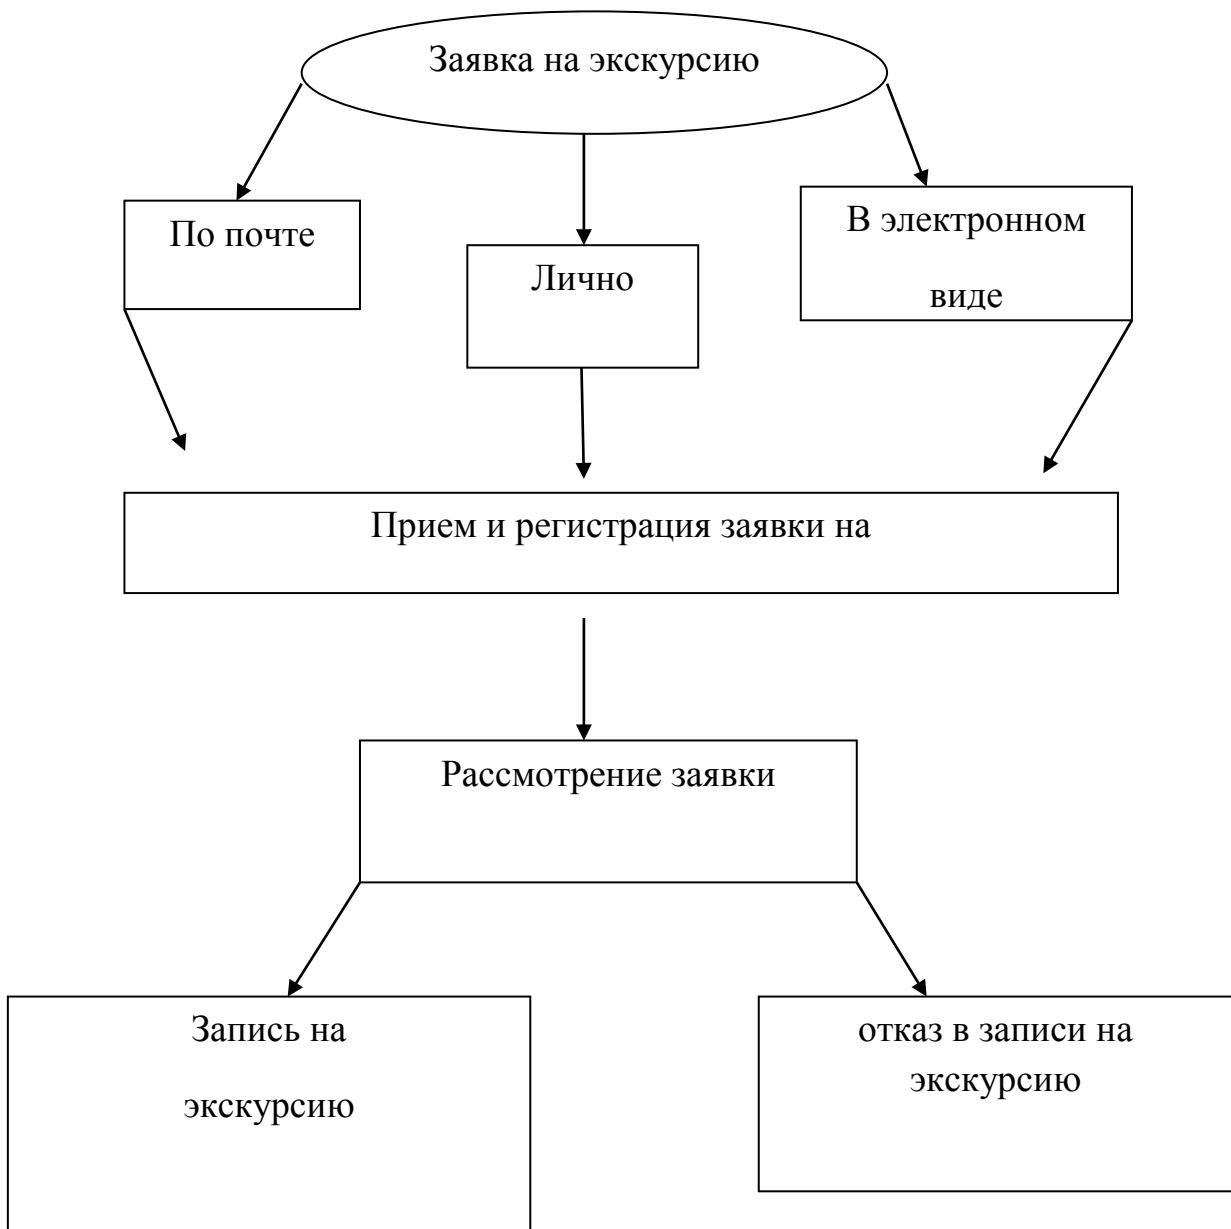 Заявка на экскурсию
По почте
Лично
В электронном
виде
Прием и регистрация заявки на
Рассмотрение заявки
Запись на
экскурсию
отказ в записи на
экскурсию